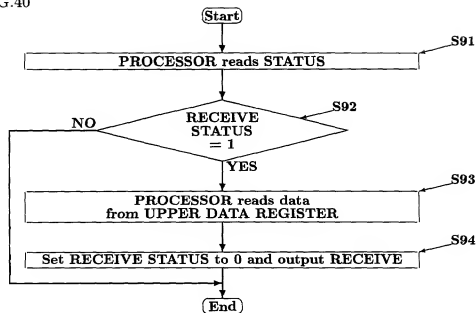 G.40
Start
S91
PROCESSOR reads STATUS
S92
NO
RECEIVE
STATUS
= 1
YES
S93
PROCESSOR reads data
from UPPER DATA REGISTER
S94
Set RECEIVE STATUS to 0 and output RECEIVE
End